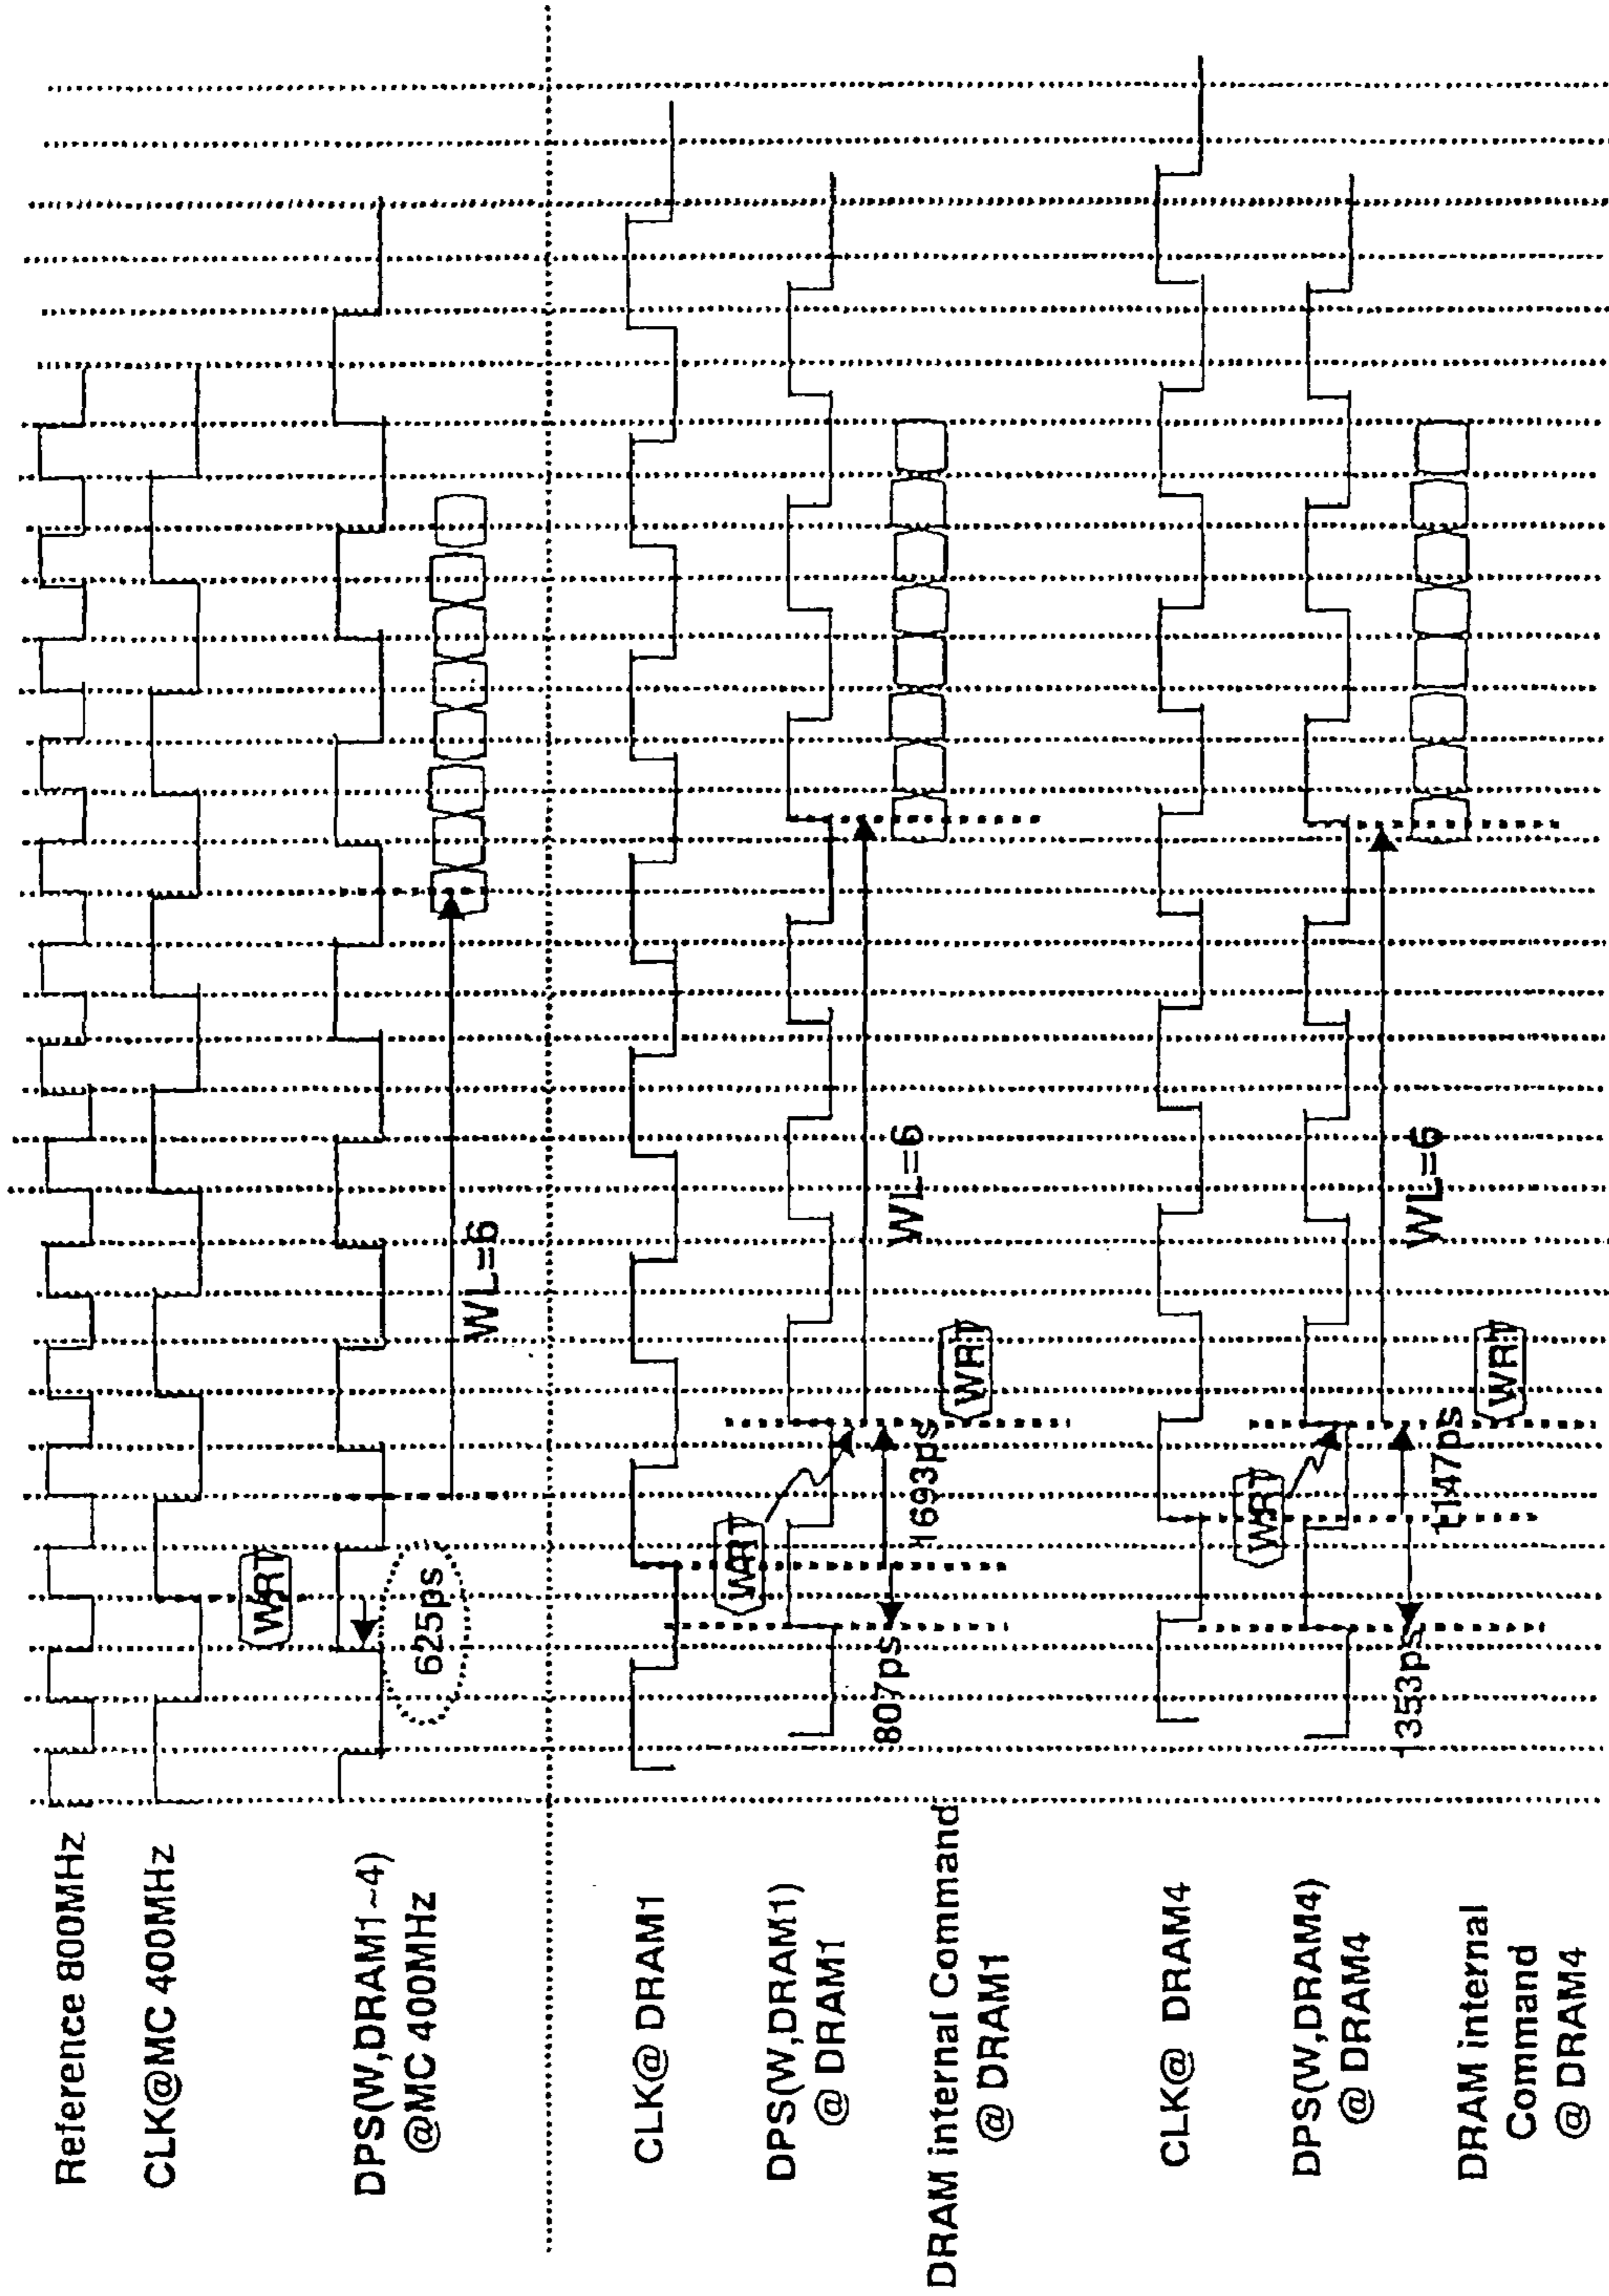 Reference 800MHz
CLK@MC 400MHz
WRT
DPS(W,DRAM1~4)
@MC 400MHz
625ps
WL=6
CLK@ DRAM1
WRT
DPS(W,DRAM1)
@ DRAM1
807ps
1693ps
WL=6
DRAM internal Command
@ DRAM1
WRT
CLK@ DRAM4
WRT
DPS(W,DRAM4)
@ DRAM4
1353ps
1147ps
WL=6
DRAM internal
Command
@ DRAM4
WRT